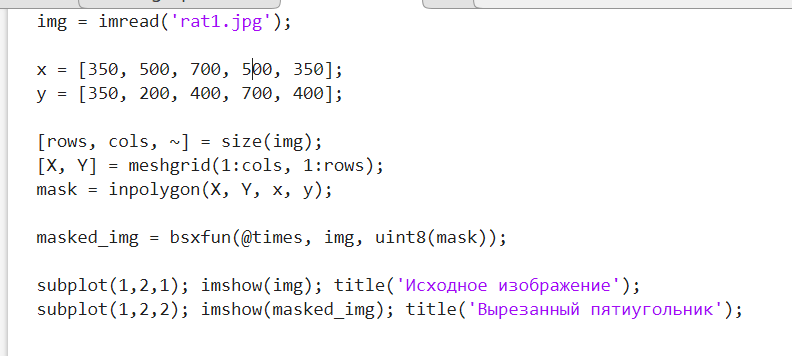 img = imread('rat1.jpg');
x = [350, 500, 700, 500, 350];
y = [350, 200, 400, 700, 400];
[rows, cols, ~] = size(img);
[X, Y] = meshgrid(1:cols, 1:rows);
mask = inpolygon(X, Y, x, y);
masked_img = bsxfun(@times, img, uint8(mask));
subplot(1,2,1); imshow(img); title('Исходное изображение');
subplot(1,2,2); imshow(masked_img); title('Вырезанный пятиугольник');